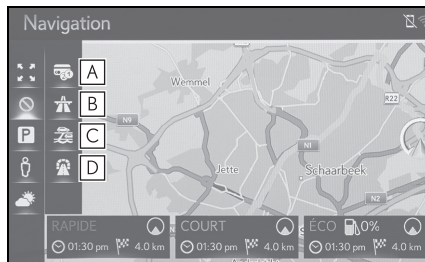 Navigation
A
B
C
D
P
Wemmel
R22
N9
N1
Jette
Schaarbeek
N2
RAPIDE
01:30 pm 4.0 km
COURT
01:30 pm 4.0 km
ÉCO 0%
01:30 pm 4.0 km